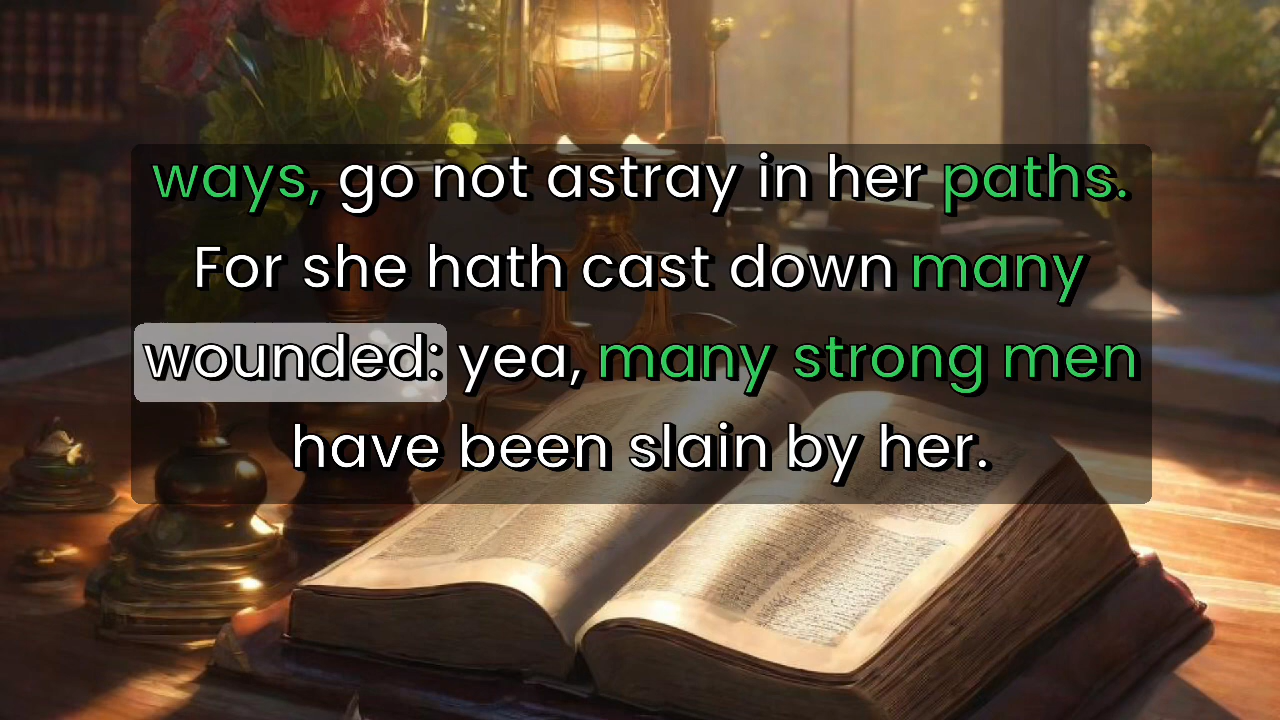 ways, go not astray in her paths.
For she hath cast down many
wounded: yea, many strong men
have been slain by her.